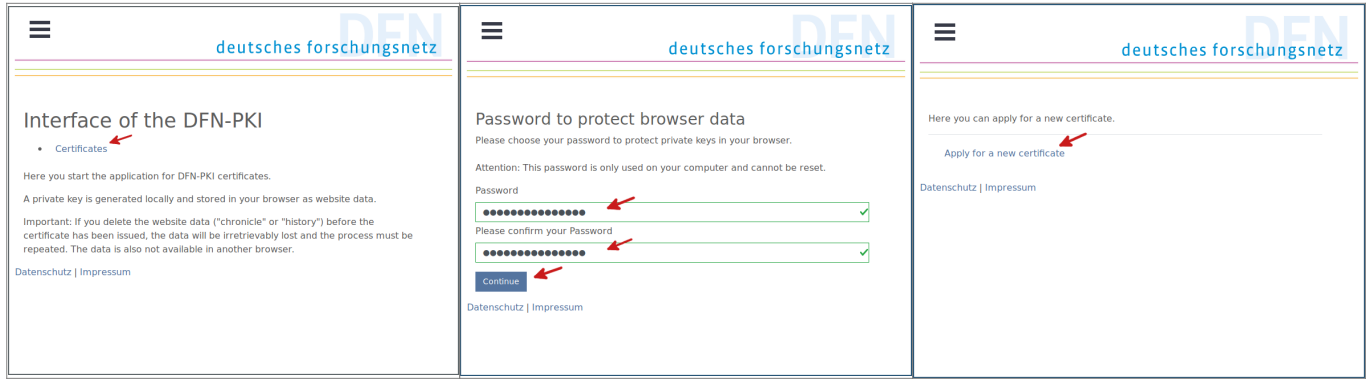 DFN
deutsches forschungsnetz
Interface of the DFN-PKI
• Certificates
Here you start the application for DFN-PKI certificates.
A private key is generated locally and stored in your browser as website data.
Important: If you delete the website data ("chronicle" or "history") before the
certificate has been issued, the data will be irretrievably lost and the process must be
repeated. The data is also not available in another browser.
Datenschutz | Impressum
DFN
deutsches forschungsnetz
Password to protect browser data
Please choose your password to protect private keys in your browser.
Attention: This password is only used on your computer and cannot be reset.
Password
●●●●●●●●●●●●●●●
Please confirm your Password
●●●●●●●●●●●●●●●
Continue
Datenschutz | Impressum
DFN
deutsches forschungsnetz
Here you can apply for a new certificate.
Apply for a new certificate
Datenschutz | Impressum